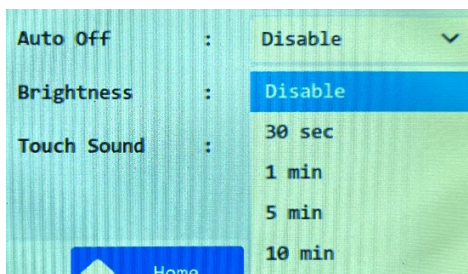 Auto Off : Disable
Brightness : Disable
30 sec
Touch Sound :
1 min
5 min
10 min
Home